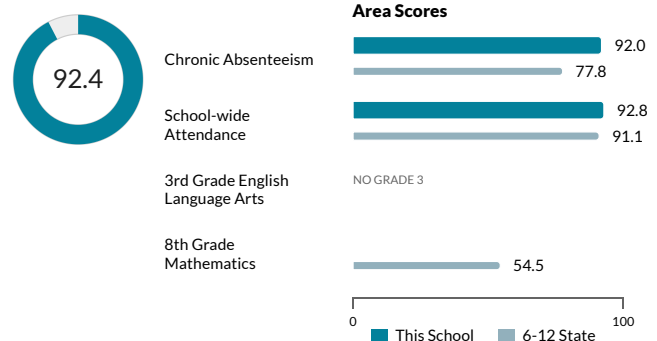 Area Scores
92.4
Chronic Absenteeism
92.0
77.8
School-wide
Attendance
92.8
91.1
3rd Grade English
Language Arts
NO GRADE 3
8th Grade
Mathematics
54.5
0
100
This School
6-12 State